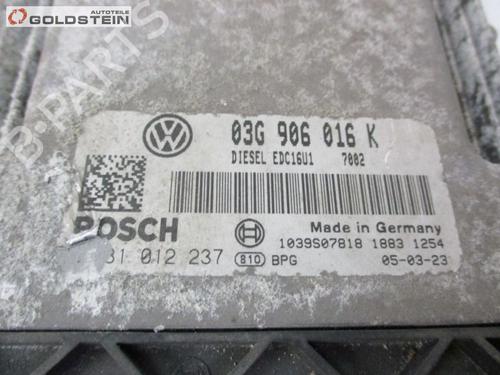 GOLDSTEIN
B-PARTS
03G 906 016 K
DIESEL EDC16U1 7002
BOSCH
Made in Germany
1039S07818 1883 1254
012 237 810 BPG 05-03-23